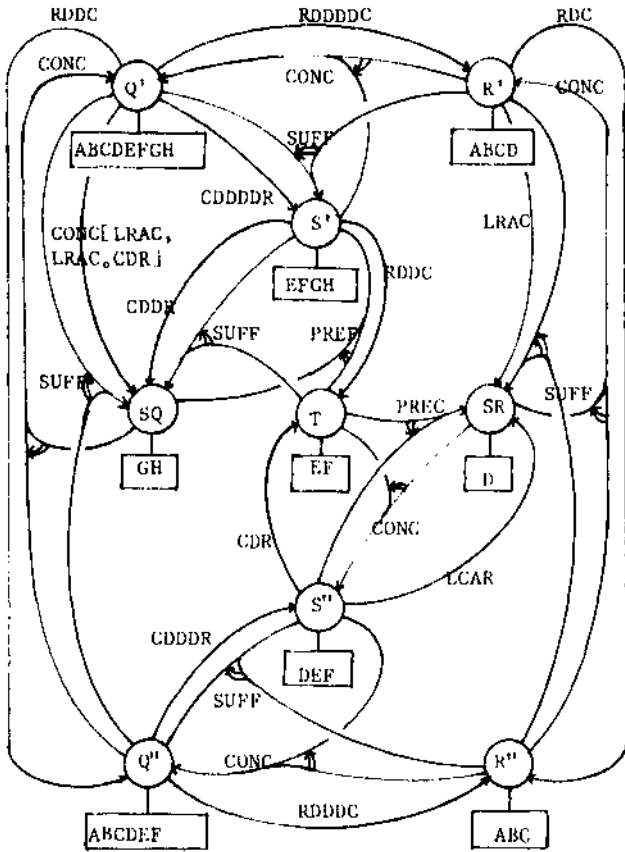 RDDC
RDDDDC
RDC
CONC
CONC
CONC
Q'
R'
SUFF
ABCDEFGH
ABCD
CDDDDR
S'
LRAC
CONC[LRAC,
LRAC∘CDR]
EFGH
RDDC
CDDR
SUFF
PREF
SUFF
SUFF
SQ
T
PREC
SR
GH
EF
D
CONC
CDR
LCAR
S"
CDDDR
DEF
SUFF
Q"
CONC
R"
RDDDC
ABCDEF
ABC